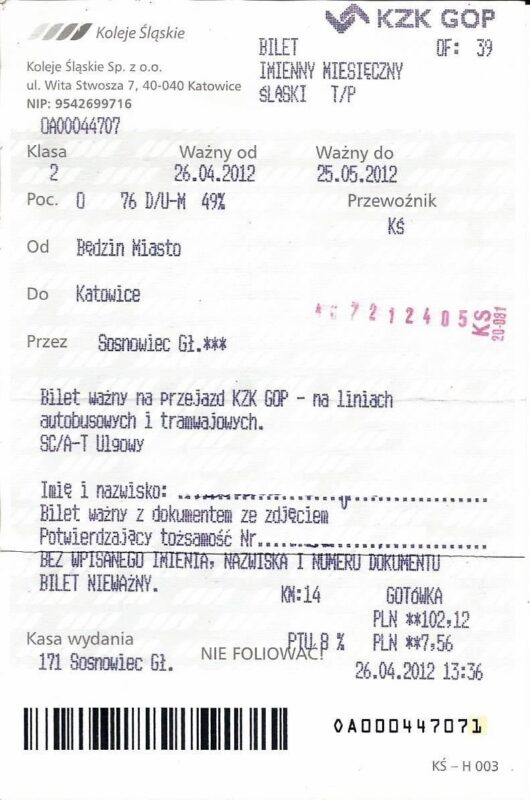 Koleje Śląskie
KZK GOP
BILET OF: 39
Koleje Śląskie Sp. z o.o.
IMIENNY MIESIĘCZNY
ul. Wita Stwosza 7, 40-040 Katowice
ŚLĄSKI T/P
NIP: 9542699716
OA00044707
Klasa Ważny od Ważny do
2 26.04.2012 25.05.2012
Poc. 0 76 D/U-M 49% Przewoźnik
KŚ
Od Będzin Miasto
Do Katowice
7212405 KS
20-081
Przez Sosnowiec Gł.***
Bilet ważny na przejazd KZK GOP - na liniach
autobusowych i tramwajowych.
SC/A-T Ulgowy
Imię i nazwisko:
Bilet ważny z dokumentem ze zdjęciem
Potwierdzający tożsamość Nr
BEZ WPISANEGO IMIENIA, NAZWISKA I NUMERU DOKUMENTU
BILET NIEWAŻNY.
KM:14 GOTÓWKA
PLN **102,12
Kasa wydania PTU 8 % PLN **7,56
171 Sosnowiec Gł. NIE FOLIOWAĆ!
26.04.2012 13:36
OA000447071
KŚ – H 003